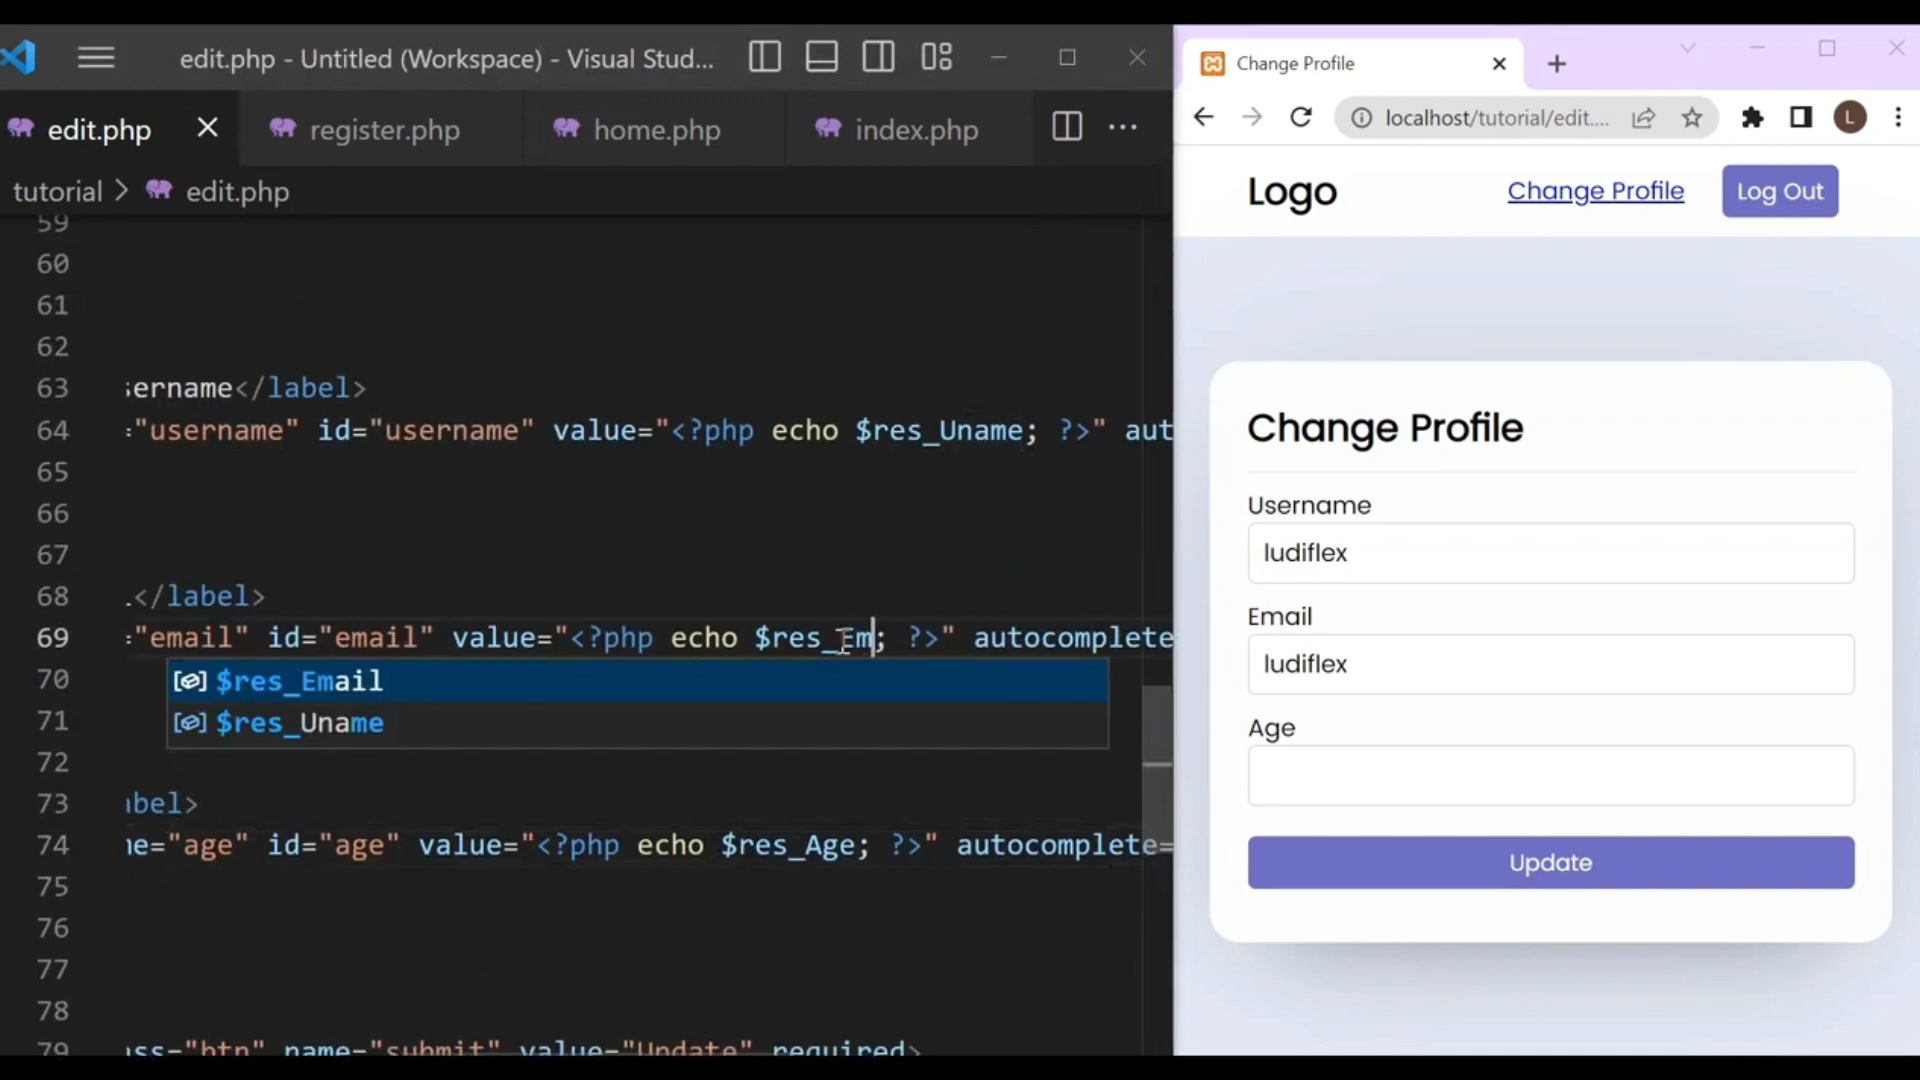 edit.php - Untitled (Workspace) - Visual Stud...
edit.php
register.php
home.php
index.php
tutorial > edit.php
59
60
61
62
63 sername</label>
64 ="username" id="username" value="<?php echo $res_Uname; ?>" aut
65
66
67
68 </label>
69 ="email" id="email" value="<?php echo $res_Em; ?>" autocomplete
70 $res_Email
71 $res_Uname
72
73 abel>
74 ne="age" id="age" value="<?php echo $res_Age; ?>" autocomplete=
75
76
77
78
79 ass="btn" name="submit" value="Update" required>
Change Profile
localhost/tutorial/edit....
L
Logo
Change Profile
Log Out
Change Profile
Username
ludiflex
Email
ludiflex
Age
Update